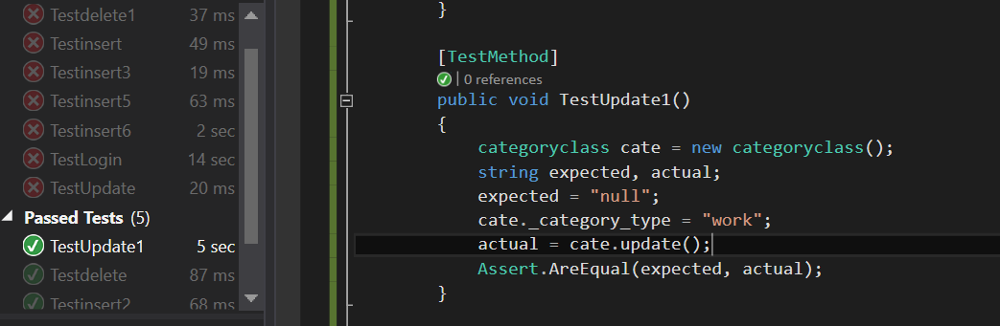 Testdelete1 37 ms
Testinsert 49 ms
Testinsert3 19 ms
Testinsert5 63 ms
Testinsert6 2 sec
TestLogin 14 sec
TestUpdate 20 ms
Passed Tests (5)
TestUpdate1 5 sec
Testdelete 87 ms
Testinsert2 68 ms
}
[TestMethod]
| 0 references
public void TestUpdate1()
{
categoryclass cate = new categoryclass();
string expected, actual;
expected = "null";
cate._category_type = "work";
actual = cate.update();
Assert.AreEqual(expected, actual);
}